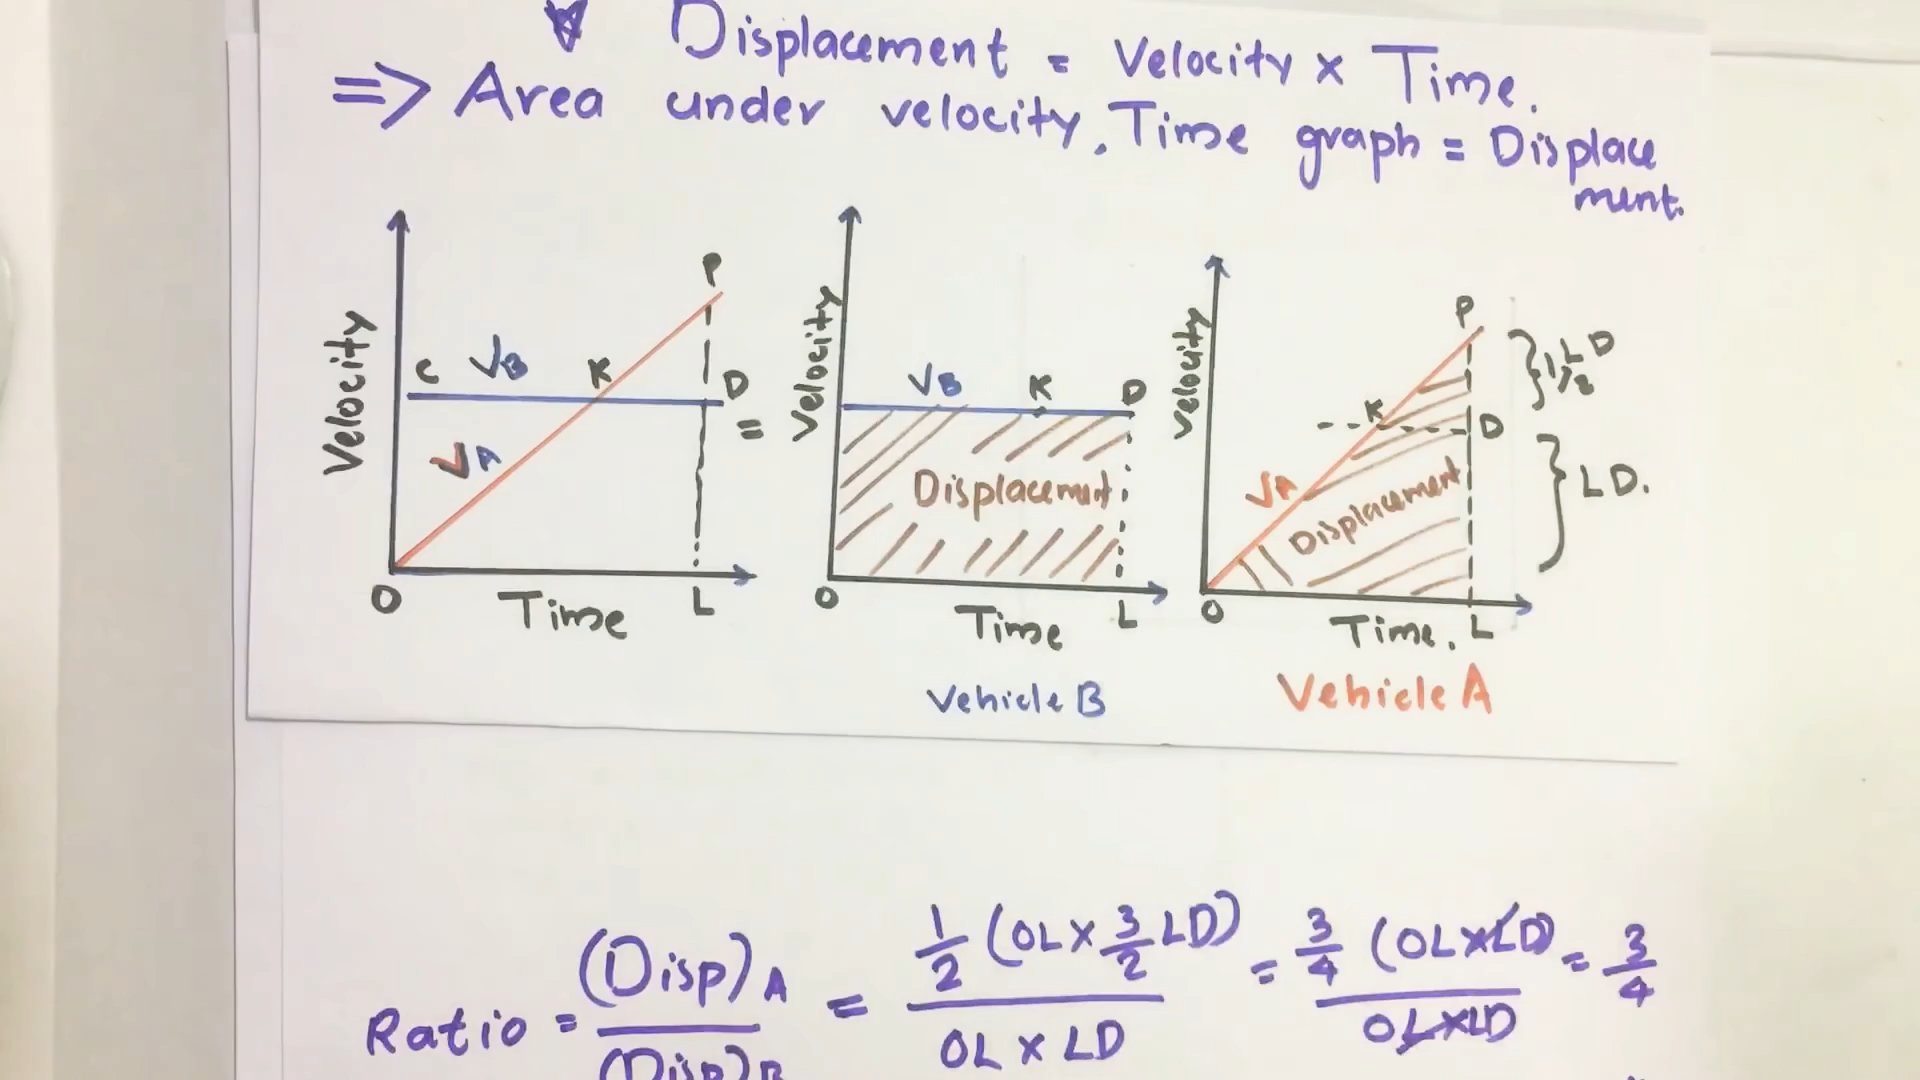 Displacement = Velocity x Time.
=> Area under velocity, Time graph = Displace
ment.
Velocity
C
VB
K
P
D
VA
O
Time
L
=
Velocity
VB
K
D
Displacement
O
Time
L
Vehicle B
Velocity
P
K
D
VA
Displacement
1/2 LD
LD.
O
Time.
L
Vehicle A
Ratio = (Disp)A / (Disp)B = 1/2 (OL x 3/2 LD) / OL x LD = 3/4 (OL x LD) / OL x LD = 3/4